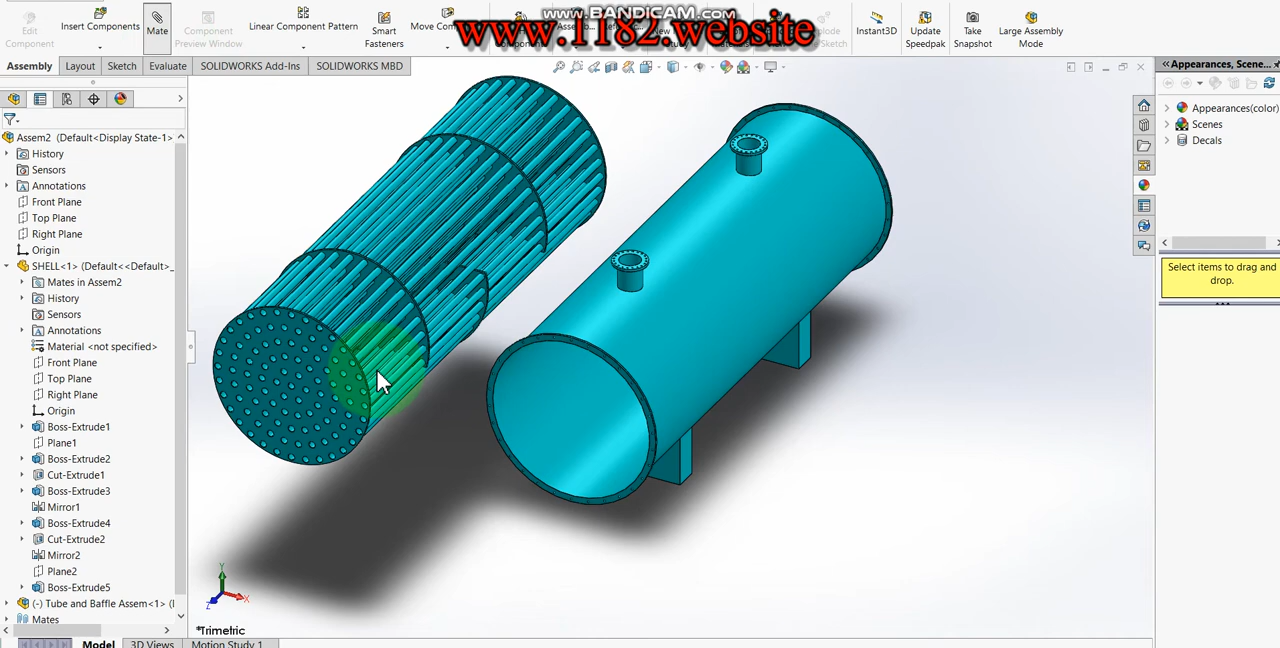 www.BANDICAM.com
www.1182.website
Edit Component
Insert Components
Mate
Component Preview Window
Linear Component Pattern
Smart Fasteners
Move Co
Instant3D
Update Speedpak
Take Snapshot
Large Assembly Mode
Assembly
Layout
Sketch
Evaluate
SOLIDWORKS Add-Ins
SOLIDWORKS MBD
Assem2 (Default<Display State-1>
History
Sensors
Annotations
Front Plane
Top Plane
Right Plane
Origin
SHELL<1> (Default<<Default>_
Mates in Assem2
History
Sensors
Annotations
Material <not specified>
Front Plane
Top Plane
Right Plane
Origin
Boss-Extrude1
Plane1
Boss-Extrude2
Cut-Extrude1
Boss-Extrude3
Mirror1
Boss-Extrude4
Cut-Extrude2
Mirror2
Plane2
Boss-Extrude5
(-) Tube and Baffle Assem<1> (
Mates
Model
3D Views
Motion Study 1
Y
X
Z
*Trimetric
Appearances, Scene...
Appearances(color)
Scenes
Decals
Select items to drag and drop.